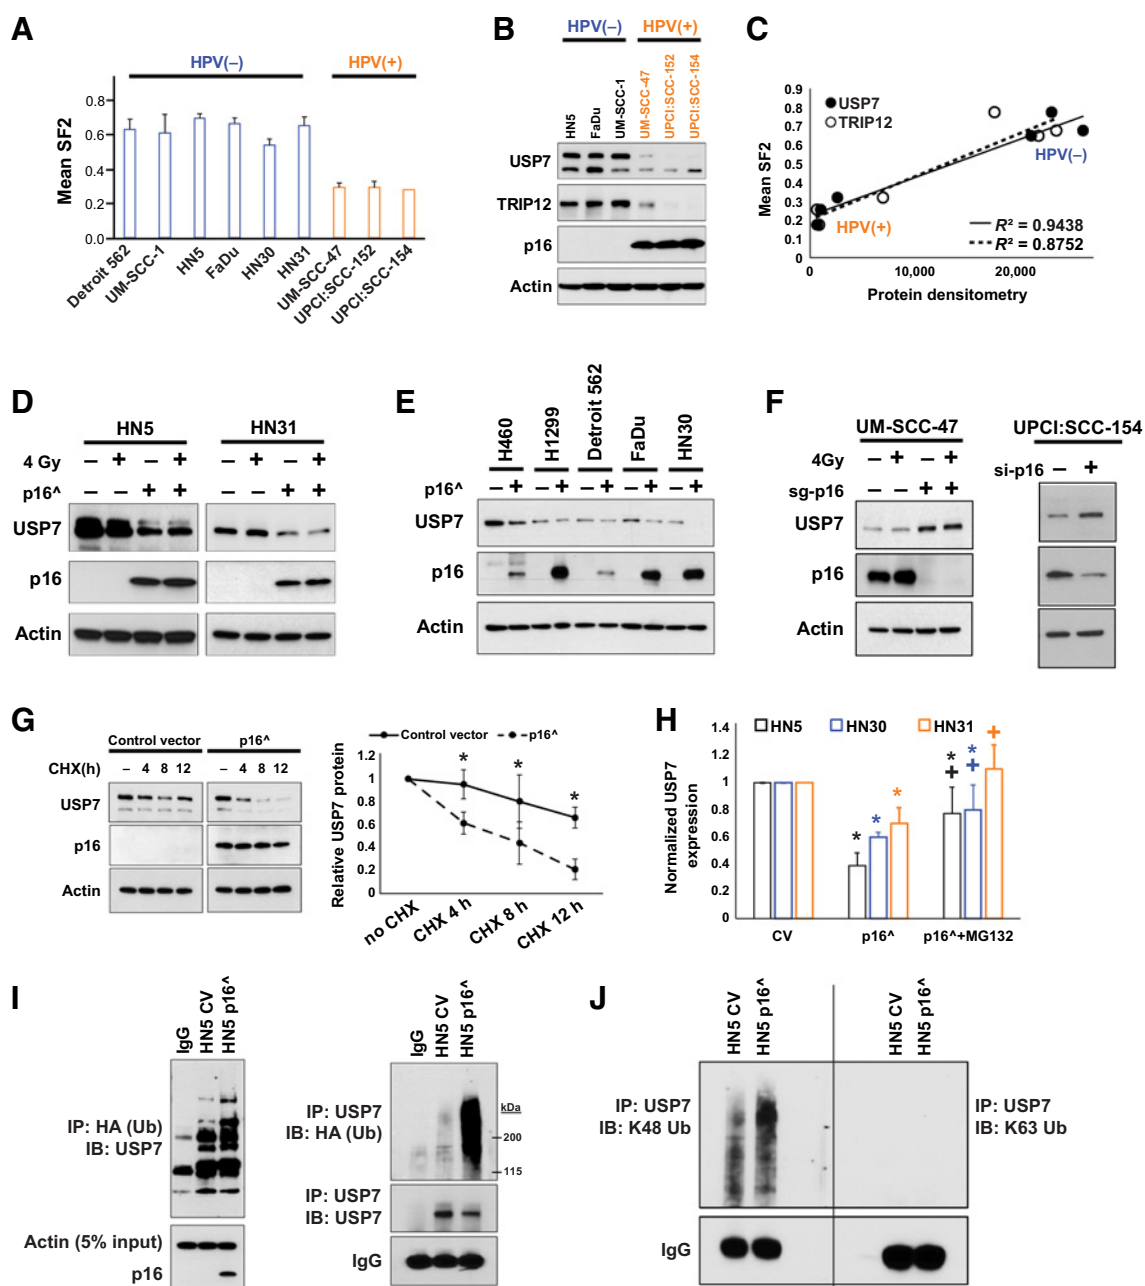 A
HPV(–)
HPV(+)
Mean SF2
0.8
0.6
0.4
0.2
0.0
Detroit 562
UM-SCC-1
HN5
FaDu
HN30
HN31
UM-SCC-47
UPCI:SCC-152
UPCI:SCC-154
B
HPV(–)
HPV(+)
HN5
FaDu
UM-SCC-1
UM-SCC-47
UPCI:SCC-152
UPCI:SCC-154
USP7
TRIP12
p16
Actin
C
0.9
0.8
0.7
0.6
0.5
0.4
0.3
0.2
0.1
0
Mean SF2
USP7
TRIP12
HPV(–)
HPV(+)
R² = 0.9438
R² = 0.8752
0
10,000
20,000
Protein densitometry
D
HN5
HN31
4 Gy – + – + – + – +
p16^ – – + + – – + +
USP7
p16
Actin
E
H460
H1299
Detroit 562
FaDu
HN30
p16^ – + – + – + – + – +
USP7
p16
Actin
F
UM-SCC-47
4Gy – + – +
sg-p16 – – + +
USP7
p16
Actin
UPCI:SCC-154
si-p16 – +
G
Control vector
p16^
CHX(h) – 4 8 12 – 4 8 12
USP7
p16
Actin
Control vector
p16^
Relative USP7 protein
1.2
1
0.8
0.6
0.4
0.2
0
* * *
no CHX
CHX 4 h
CHX 8 h
CHX 12 h
H
HN5
HN30
HN31
Normalized USP7
expression
1.4
1.2
1
0.8
0.6
0.4
0.2
0
* * *
* +
* +
+
CV
p16^
p16^+MG132
I
IgG
HN5 CV
HN5 p16^
IP: HA (Ub)
IB: USP7
Actin (5% input)
p16
IgG
HN5 CV
HN5 p16^
IP: USP7
IB: HA (Ub)
kDa
200
115
IP: USP7
IB: USP7
IgG
J
HN5 CV
HN5 p16^
HN5 CV
HN5 p16^
IP: USP7
IB: K48 Ub
IP: USP7
IB: K63 Ub
IgG